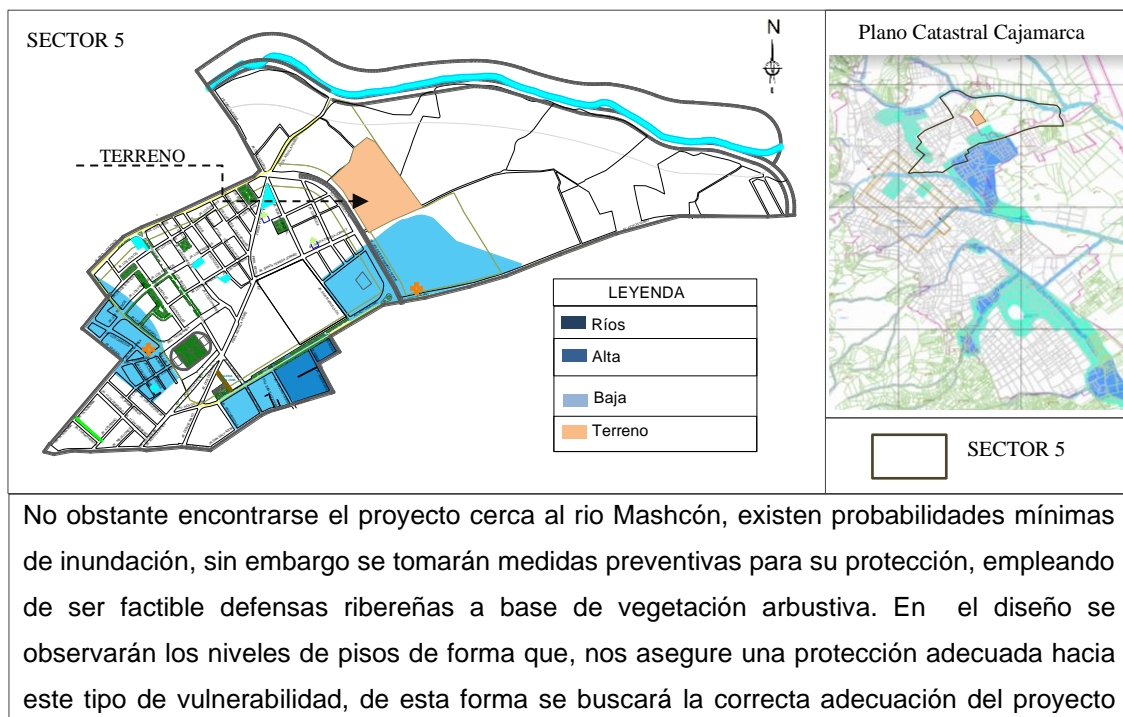 SECTOR 5
N
TERRENO
LEYENDA
Ríos
Alta
Baja
Terreno
Plano Catastral Cajamarca
SECTOR 5
No obstante encontrarse el proyecto cerca al rio Mashcón, existen probabilidades mínimas
de inundación, sin embargo se tomarán medidas preventivas para su protección, empleando
de ser factible defensas ribereñas a base de vegetación arbustiva. En el diseño se
observarán los niveles de pisos de forma que, nos asegure una protección adecuada hacia
este tipo de vulnerabilidad, de esta forma se buscará la correcta adecuación del proyecto